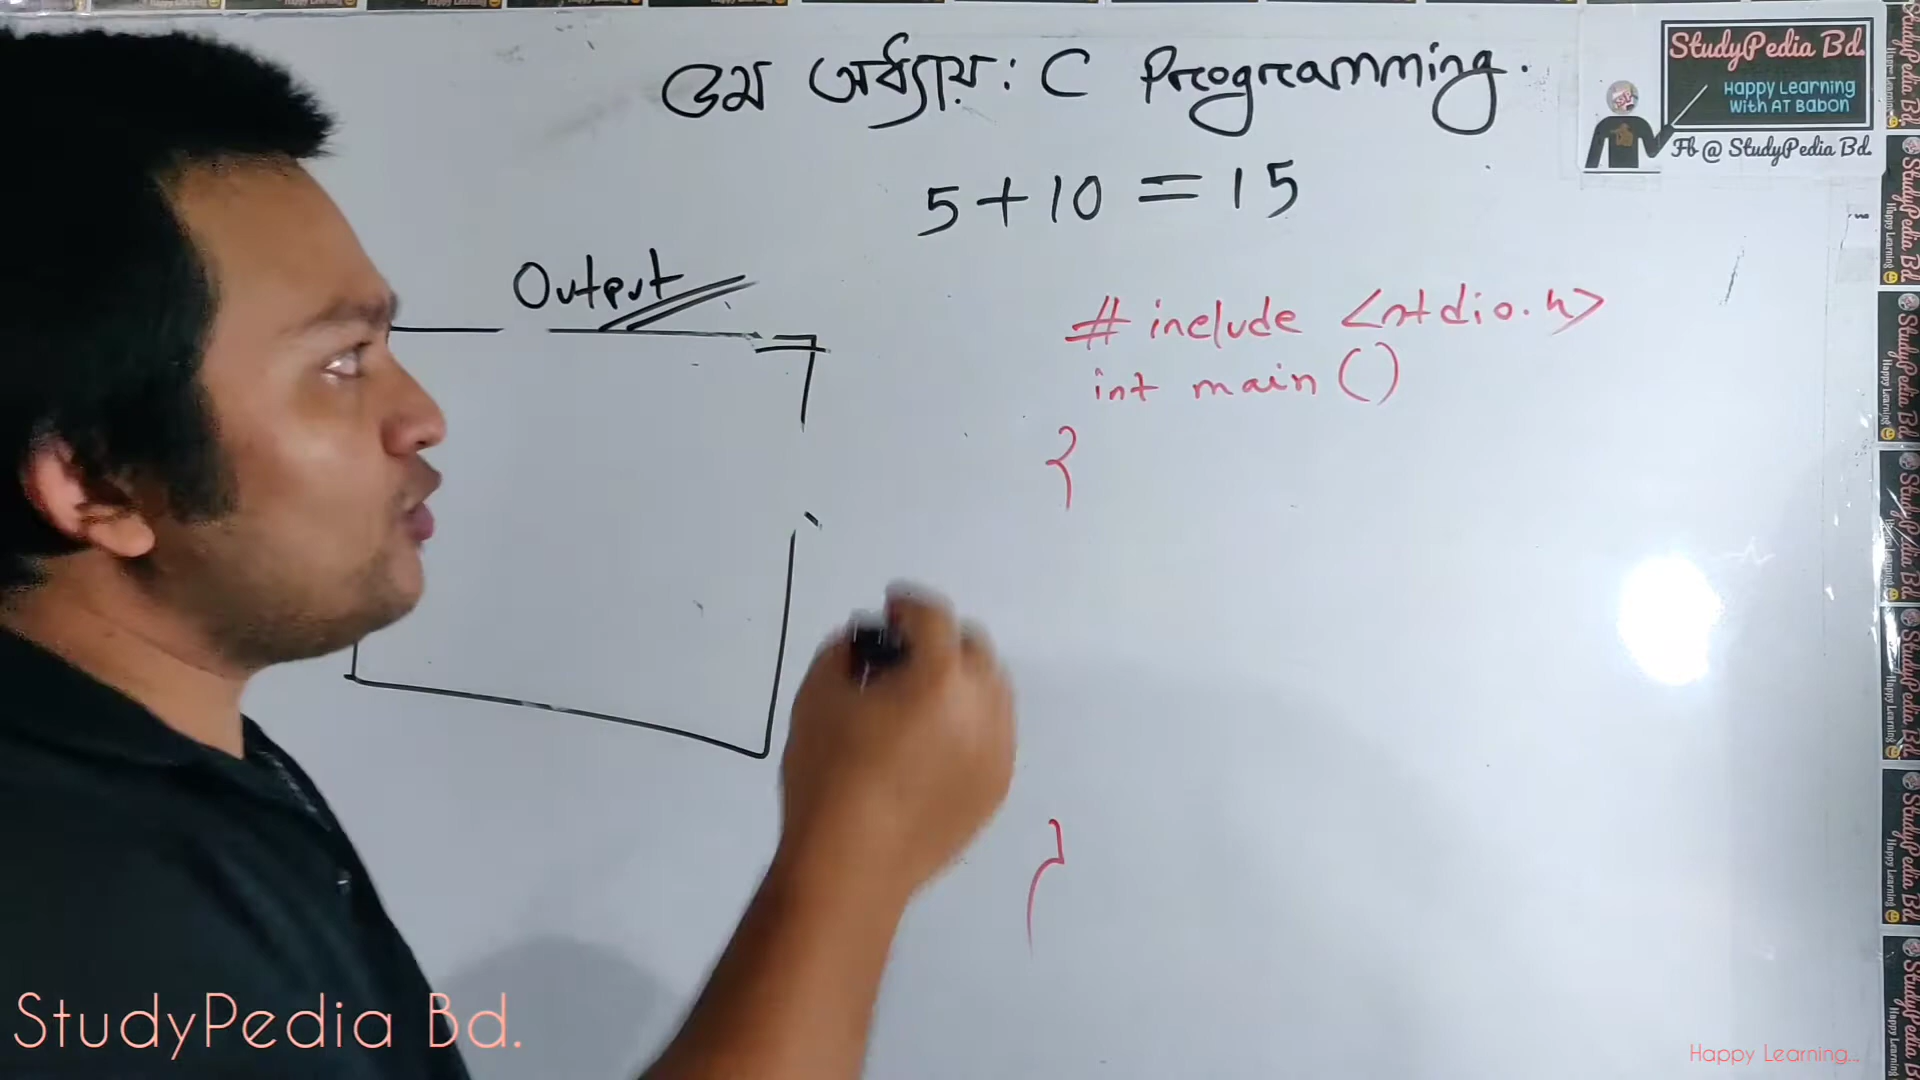 ৫ম অধ্যায়: C Programming.
5+10 = 15
Output
# include <stdio.h>
int main ()
{
}
StudyPedia Bd.
Happy Learning
With AT Babon
Fb @ StudyPedia Bd.
StudyPedia Bd.
Happy Learning...